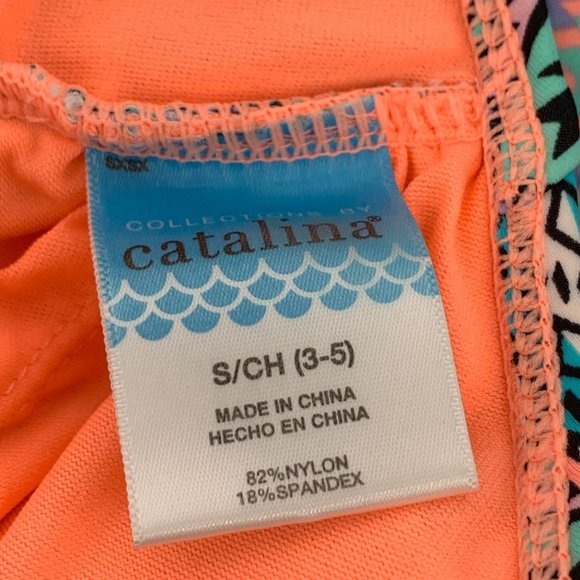 COLLECTIONS BY
catalina®
S/CH (3-5)
MADE IN CHINA
HECHO EN CHINA
82%NYLON
18%SPANDEX